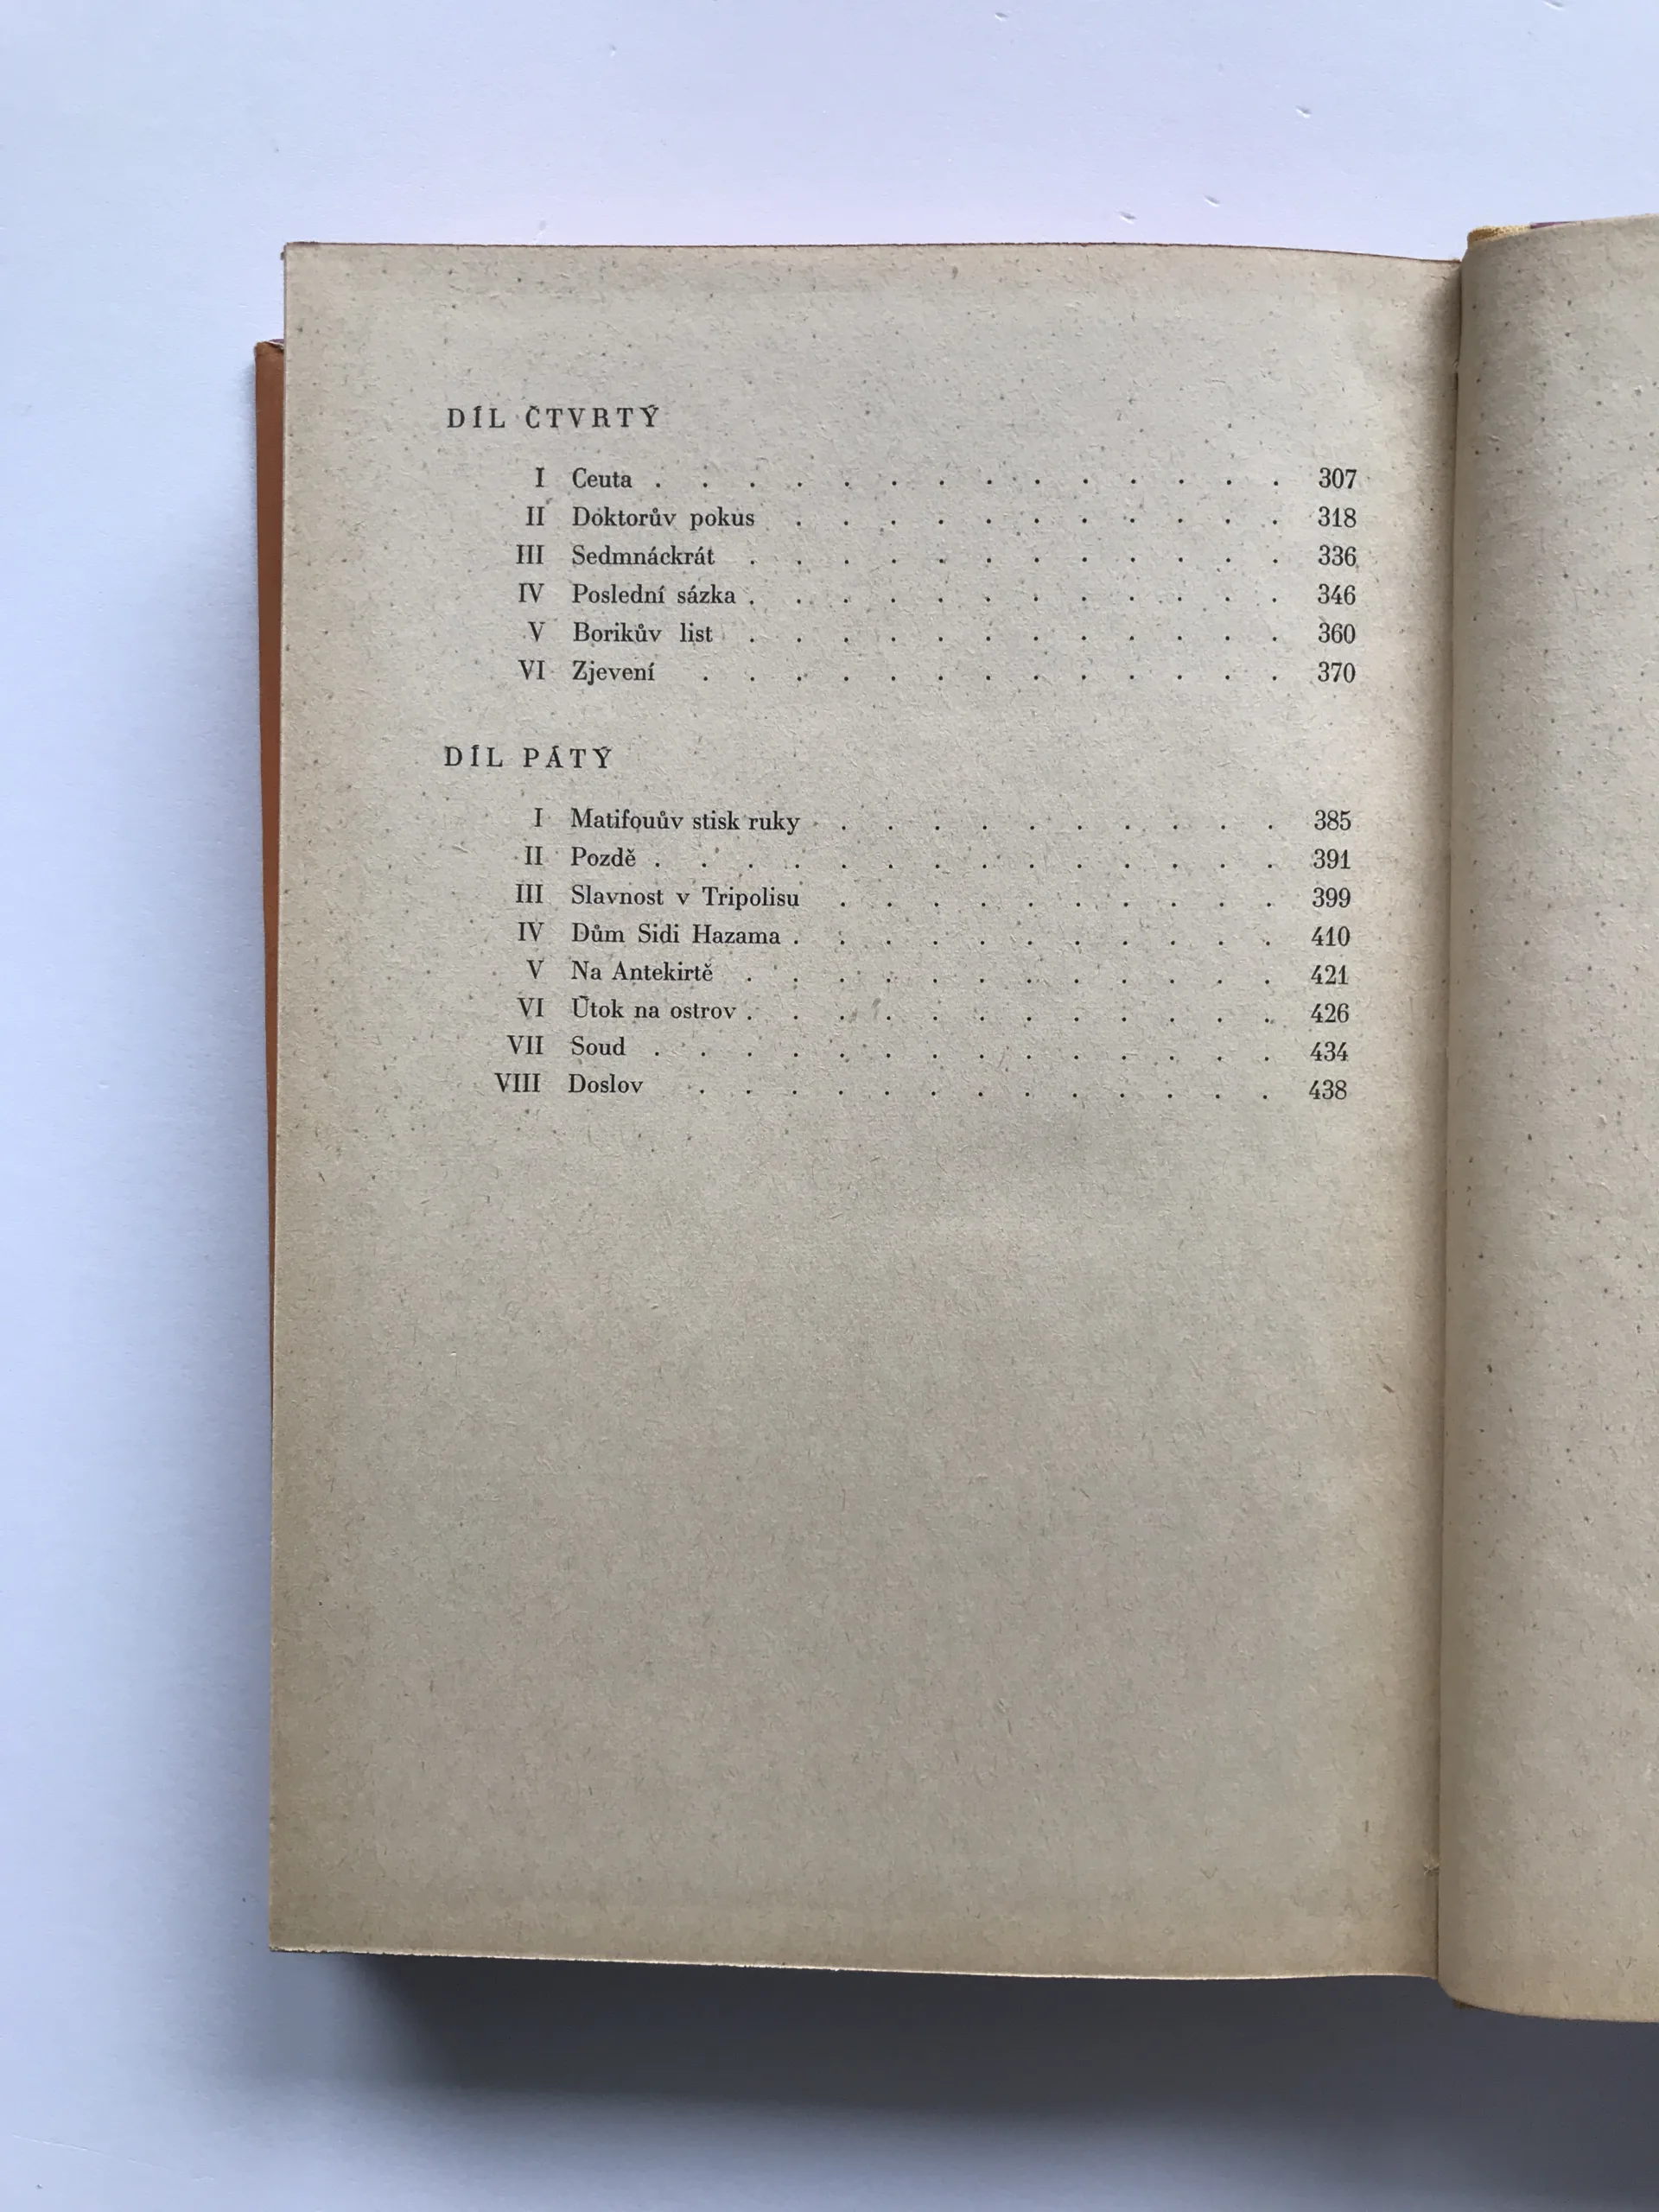 DÍL ČTVRTÝ
I Ceuta . . . . . . . . . . . . . . 307
II Doktorův pokus . . . . . . . . . . . 318
III Sedmnáckrát . . . . . . . . . . . . 336
IV Poslední sázka . . . . . . . . . . . . 346
V Borikův list . . . . . . . . . . . . 360
VI Zjevení . . . . . . . . . . . . . 370
DÍL PÁTÝ
I Matifouův stisk ruky . . . . . . . . . . 385
II Pozdě . . . . . . . . . . . . . . 391
III Slavnost v Tripolisu . . . . . . . . . . 399
IV Dům Sidi Hazama . . . . . . . . . . . 410
V Na Antekirtě . . . . . . . . . . . . 421
VI Útok na ostrov . . . . . . . . . . . . 426
VII Soud . . . . . . . . . . . . . . 434
VIII Doslov . . . . . . . . . . . . . 438